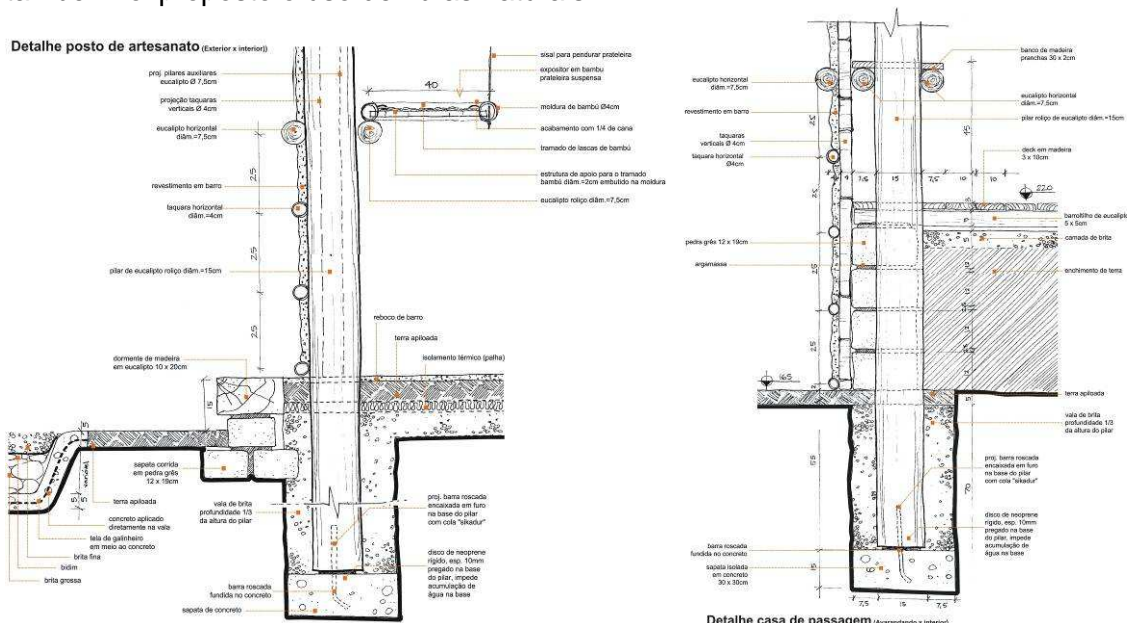 Detalhe posto de artesanato (Exterior x interior))
proj. pilares auxiliares
eucalipto Ø 7,5cm
projeção taquaras
verticais Ø 4cm
eucalipto horizontal
diâm.=7,5cm
revestimento em barro
taquara horizontal
diâm.=4cm
pilar de eucalipto roliço diâm.=15cm
dormente de madeira
em eucalipto 10 x 20cm
sapata corrida
em pedra grês
12 x 19cm
terra apiloada
concreto aplicado
diretamente na vala
tela de galinheiro
em meio ao concreto
brita fina
bidim
brita grossa
vala de brita
profundidade 1/3
da altura do pilar
barra roscada
fundida no concreto
sapata de concreto
40
25
25
25
25
15
5
sisal para pendurar prateleira
expositor em bambu
prateleira suspensa
moldura de bambú Ø4cm
acabamento com 1/4 de cana
tramado de lascas de bambú
estrutura de apoio para o tramado
bambú diâm.=2cm embutido na moldura
eucalipto roliço diâm.=7,5cm
reboco de barro
terra apiloada
isolamento térmico (palha)
proj. barra roscada
encaixada em furo
na base do pilar
com cola "sikadur"
disco de neoprene
rígido, esp. 10mm
pregado na base
do pilar, impede
acumulação de
água na base
eucalipto horizontal
diâm.=7,5cm
revestimento em barro
taquaras
verticais Ø 4cm
taquara horizontal
Ø4cm
pedra grês 12 x 19cm
argamassa
165
barra roscada
fundida no concreto
sapata isolada
em concreto
30 x 30cm
banco de madeira
pranchas 30 x 2cm
eucalipto horizontal
diâm.=7,5cm
pilar roliço de eucalipto diâm.=15cm
deck em madeira
3 x 10cm
220
barrotilho de eucalipto
5 x 5cm
camada de brita
enchimento de terra
terra apiloada
vala de brita
profundidade 1/3
da altura do pilar
proj. barra roscada
encaixada em furo
na base do pilar
com cola "sikadur"
disco de neoprene
rígido, esp. 10mm
pregado na base
do pilar, impede
acumulação de
água na base
45
15
7,5
10
10
70
15
7,5
15
7,5
Detalhe casa de passagem